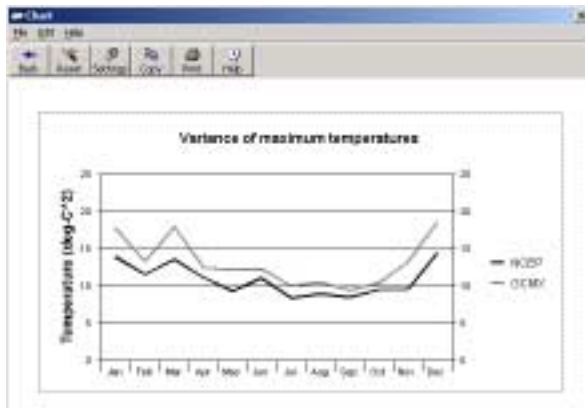 Chart
File Edit Help
Back Reset Settings Copy Print Help
Variance of maximum temperatures
Temperature (deg-C^2)
25 25
20 20
15 15
10 10
5 5
0 0
NCEP
Jan Feb Mar Apr May Jun Jul Aug Sep Oct Nov Dec